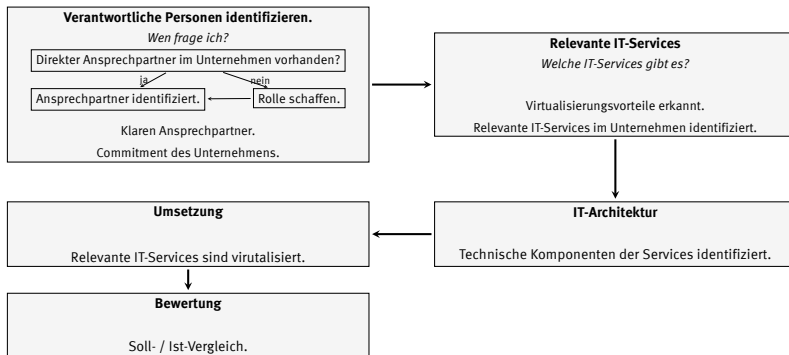 Verantwortliche Personen identifizieren.
Wen frage ich?
Direkter Ansprechpartner im Unternehmen vorhanden?
ja
nein
Ansprechpartner identifiziert.
Rolle schaffen.
Klaren Ansprechpartner.
Commitment des Unternehmens.
Relevante IT-Services
Welche IT-Services gibt es?
Virtualisierungsvorteile erkannt.
Relevante IT-Services im Unternehmen identifiziert.
IT-Architektur
Technische Komponenten der Services identifiziert.
Umsetzung
Relevante IT-Services sind virutalisiert.
Bewertung
Soll- / Ist-Vergleich.